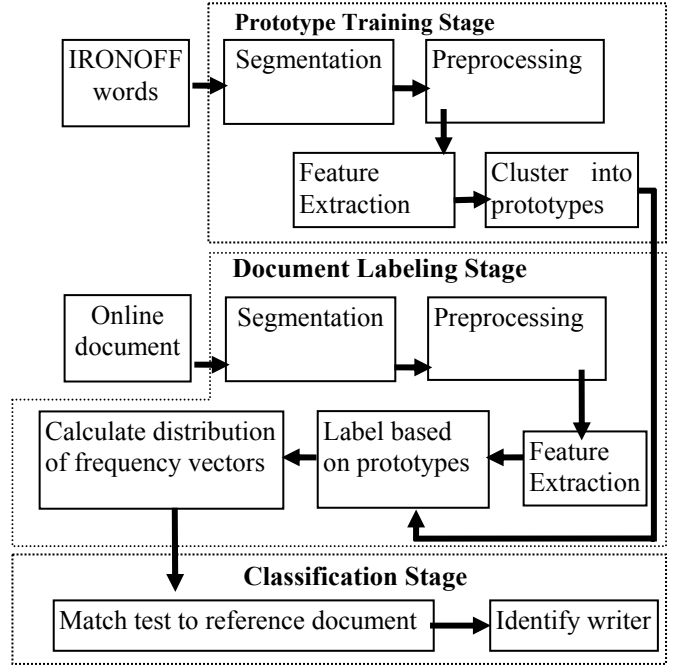 Prototype Training Stage
IRONOFF
words
Segmentation
Preprocessing
Feature
Extraction
Cluster into
prototypes
Document Labeling Stage
Online
document
Segmentation
Preprocessing
Calculate distribution
of frequency vectors
Label based
on prototypes
Feature
Extraction
Classification Stage
Match test to reference document
Identify writer